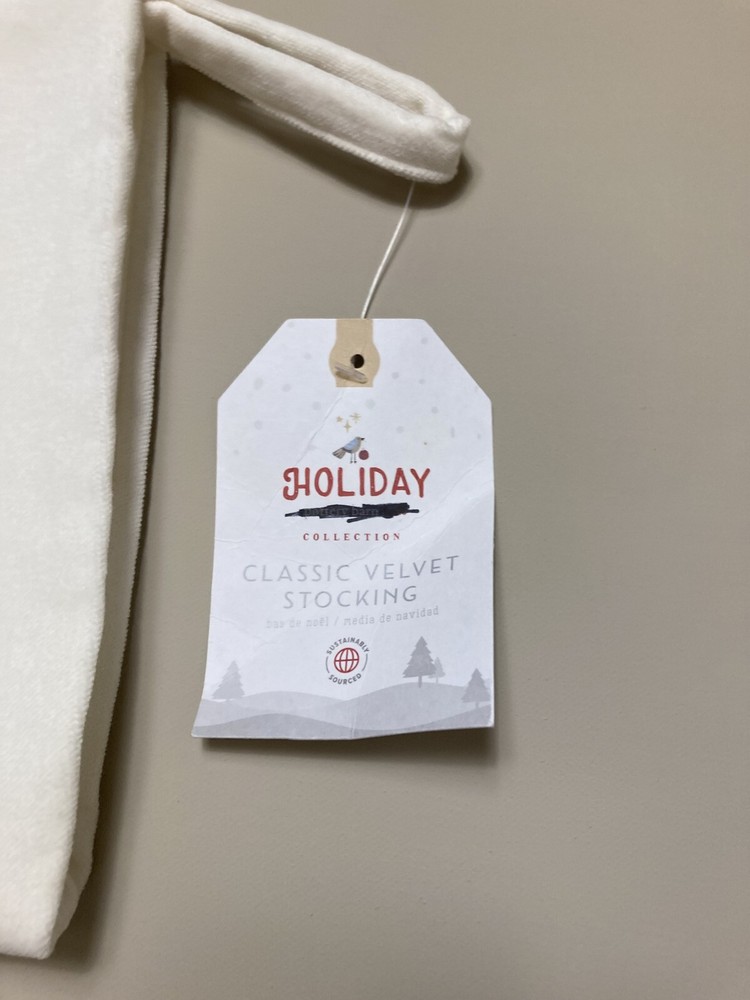 HOLIDAY
COLLECTION
CLASSIC VELVET
STOCKING
bas de noël / media de navidad
SUSTAINABLY
SOURCED